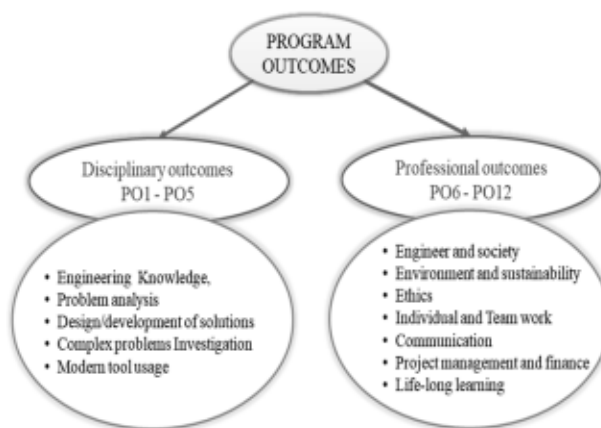 PROGRAM
OUTCOMES
Disciplinary outcomes
PO1 - PO5
• Engineering Knowledge,
• Problem analysis
• Design/development of solutions
• Complex problems Investigation
• Modern tool usage
Professional outcomes
PO6 - PO12
• Engineer and society
• Environment and sustainability
• Ethics
• Individual and Team work
• Communication
• Project management and finance
• Life-long learning